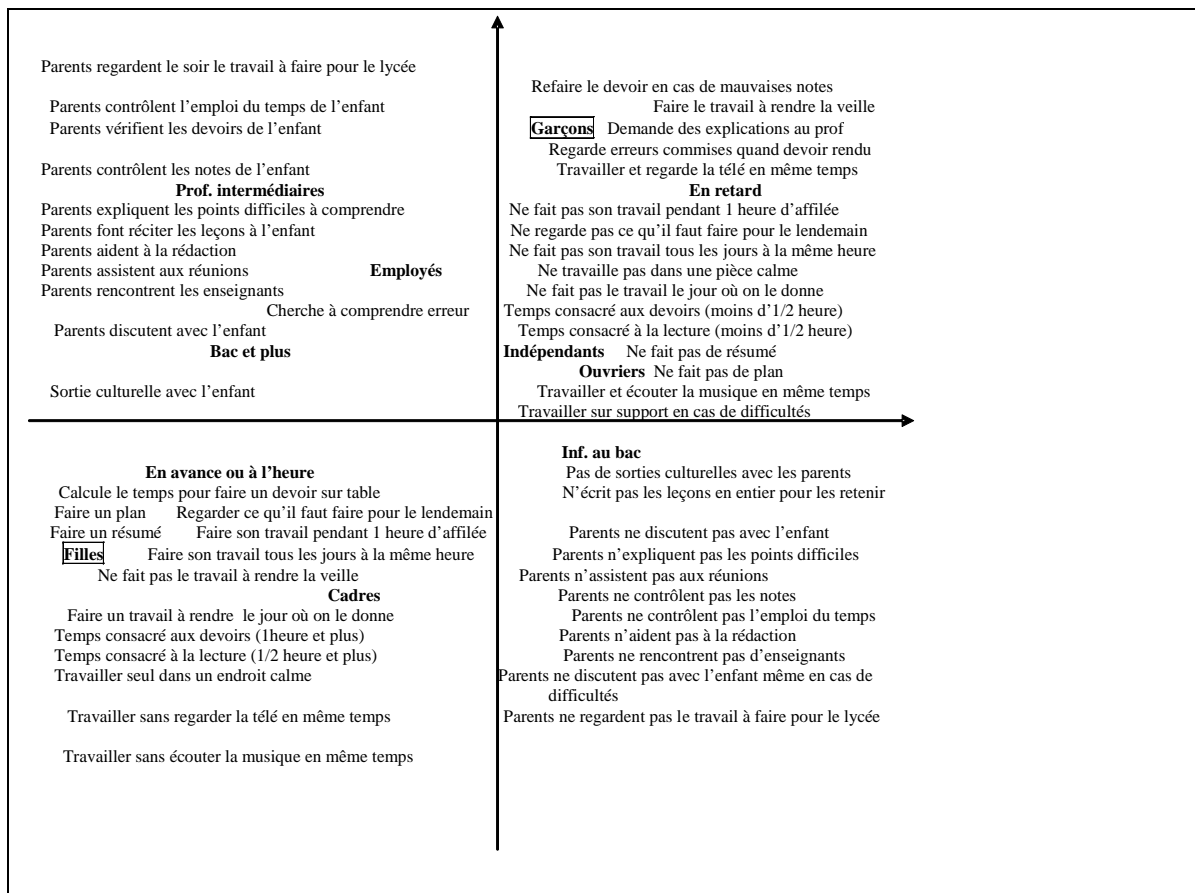 Parents regardent le soir le travail à faire pour le lycée
Parents contrôlent l'emploi du temps de l'enfant
Parents vérifient les devoirs de l'enfant
Parents contrôlent les notes de l'enfant
Prof. intermédiaires
Parents expliquent les points difficiles à comprendre
Parents font réciter les leçons à l'enfant
Parents aident à la rédaction
Parents assistent aux réunions Employés
Parents rencontrent les enseignants
Cherche à comprendre erreur
Parents discutent avec l'enfant
Bac et plus
Sortie culturelle avec l'enfant
Refaire le devoir en cas de mauvaises notes
Faire le travail à rendre la veille
Garçons Demande des explications au prof
Regarde erreurs commises quand devoir rendu
Travailler et regarde la télé en même temps
En retard
Ne fait pas son travail pendant 1 heure d'affilée
Ne regarde pas ce qu'il faut faire pour le lendemain
Ne fait pas son travail tous les jours à la même heure
Ne travaille pas dans une pièce calme
Ne fait pas le travail le jour où on le donne
Temps consacré aux devoirs (moins d'1/2 heure)
Temps consacré à la lecture (moins d'1/2 heure)
Indépendants Ne fait pas de résumé
Ouvriers Ne fait pas de plan
Travailler et écouter la musique en même temps
Travailler sur support en cas de difficultés
En avance ou à l'heure
Calcule le temps pour faire un devoir sur table
Faire un plan Regarder ce qu'il faut faire pour le lendemain
Faire un résumé Faire son travail pendant 1 heure d'affilée
Filles Faire son travail tous les jours à la même heure
Ne fait pas le travail à rendre la veille
Cadres
Faire un travail à rendre le jour où on le donne
Temps consacré aux devoirs (1heure et plus)
Temps consacré à la lecture (1/2 heure et plus)
Travailler seul dans un endroit calme
Travailler sans regarder la télé en même temps
Travailler sans écouter la musique en même temps
Inf. au bac
Pas de sorties culturelles avec les parents
N'écrit pas les leçons en entier pour les retenir
Parents ne discutent pas avec l'enfant
Parents n'expliquent pas les points difficiles
Parents n'assistent pas aux réunions
Parents ne contrôlent pas les notes
Parents ne contrôlent pas l'emploi du temps
Parents n'aident pas à la rédaction
Parents ne rencontrent pas d'enseignants
Parents ne discutent pas avec l'enfant même en cas de
difficultés
Parents ne regardent pas le travail à faire pour le lycée